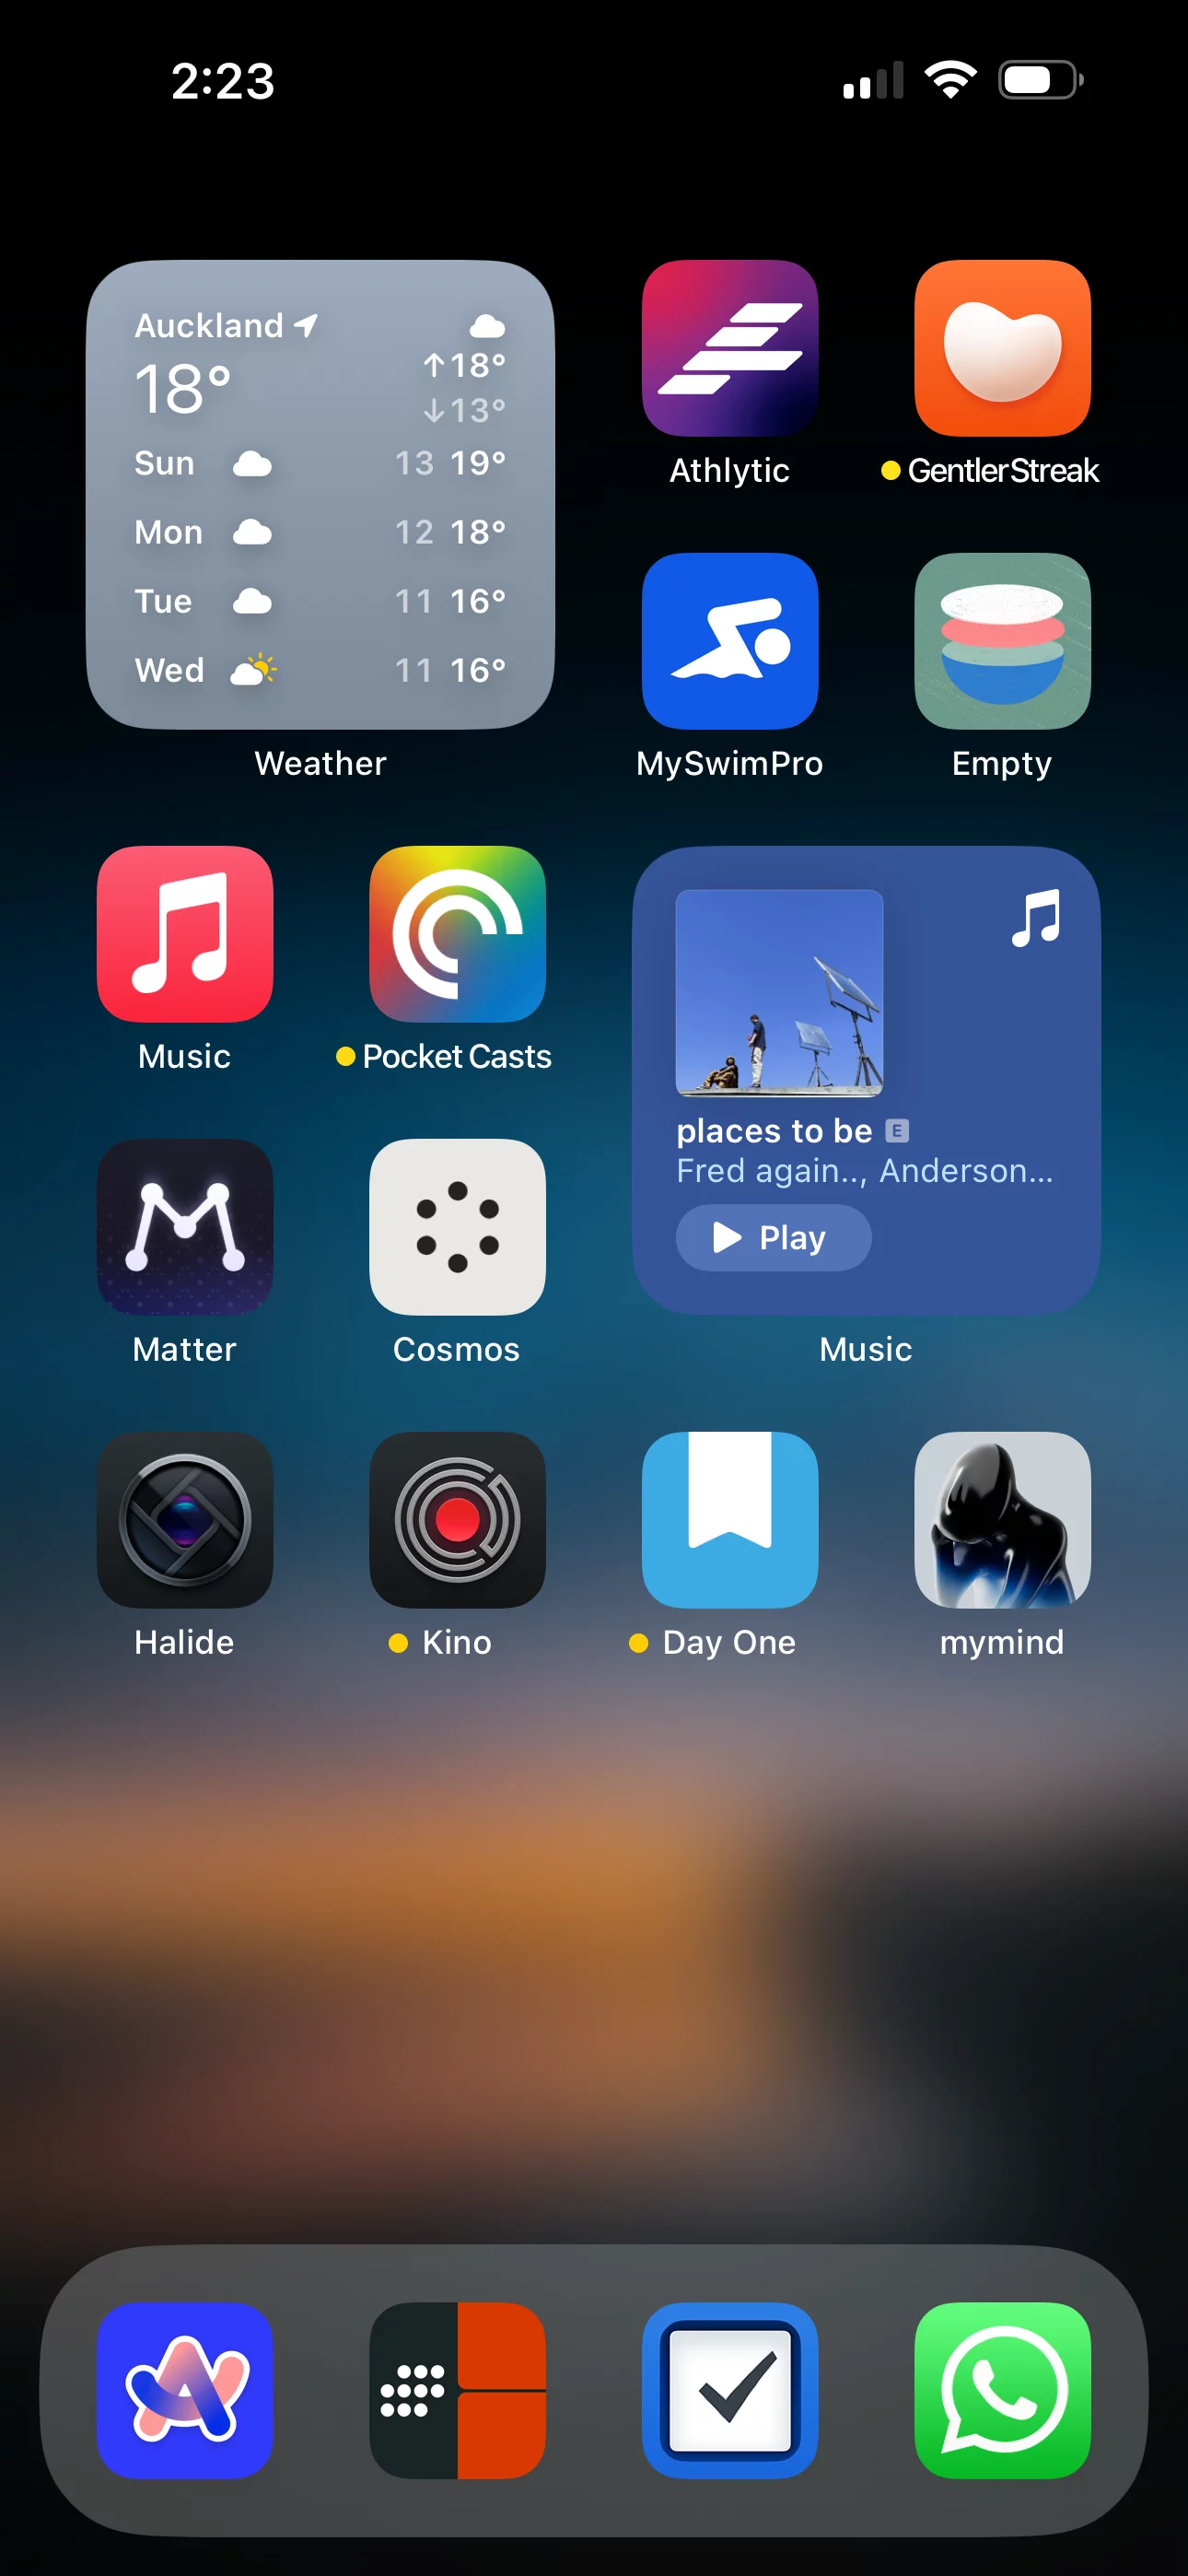 2:23
Auckland
18°
↑18°
↓13°
Sun 13 19°
Mon 12 18°
Tue 11 16°
Wed 11 16°
Weather
Athlytic
Gentler Streak
MySwimPro
Empty
Music
Pocket Casts
places to be E
Fred again.., Anderson...
Play
Matter
Cosmos
Music
Halide
Kino
Day One
mymind